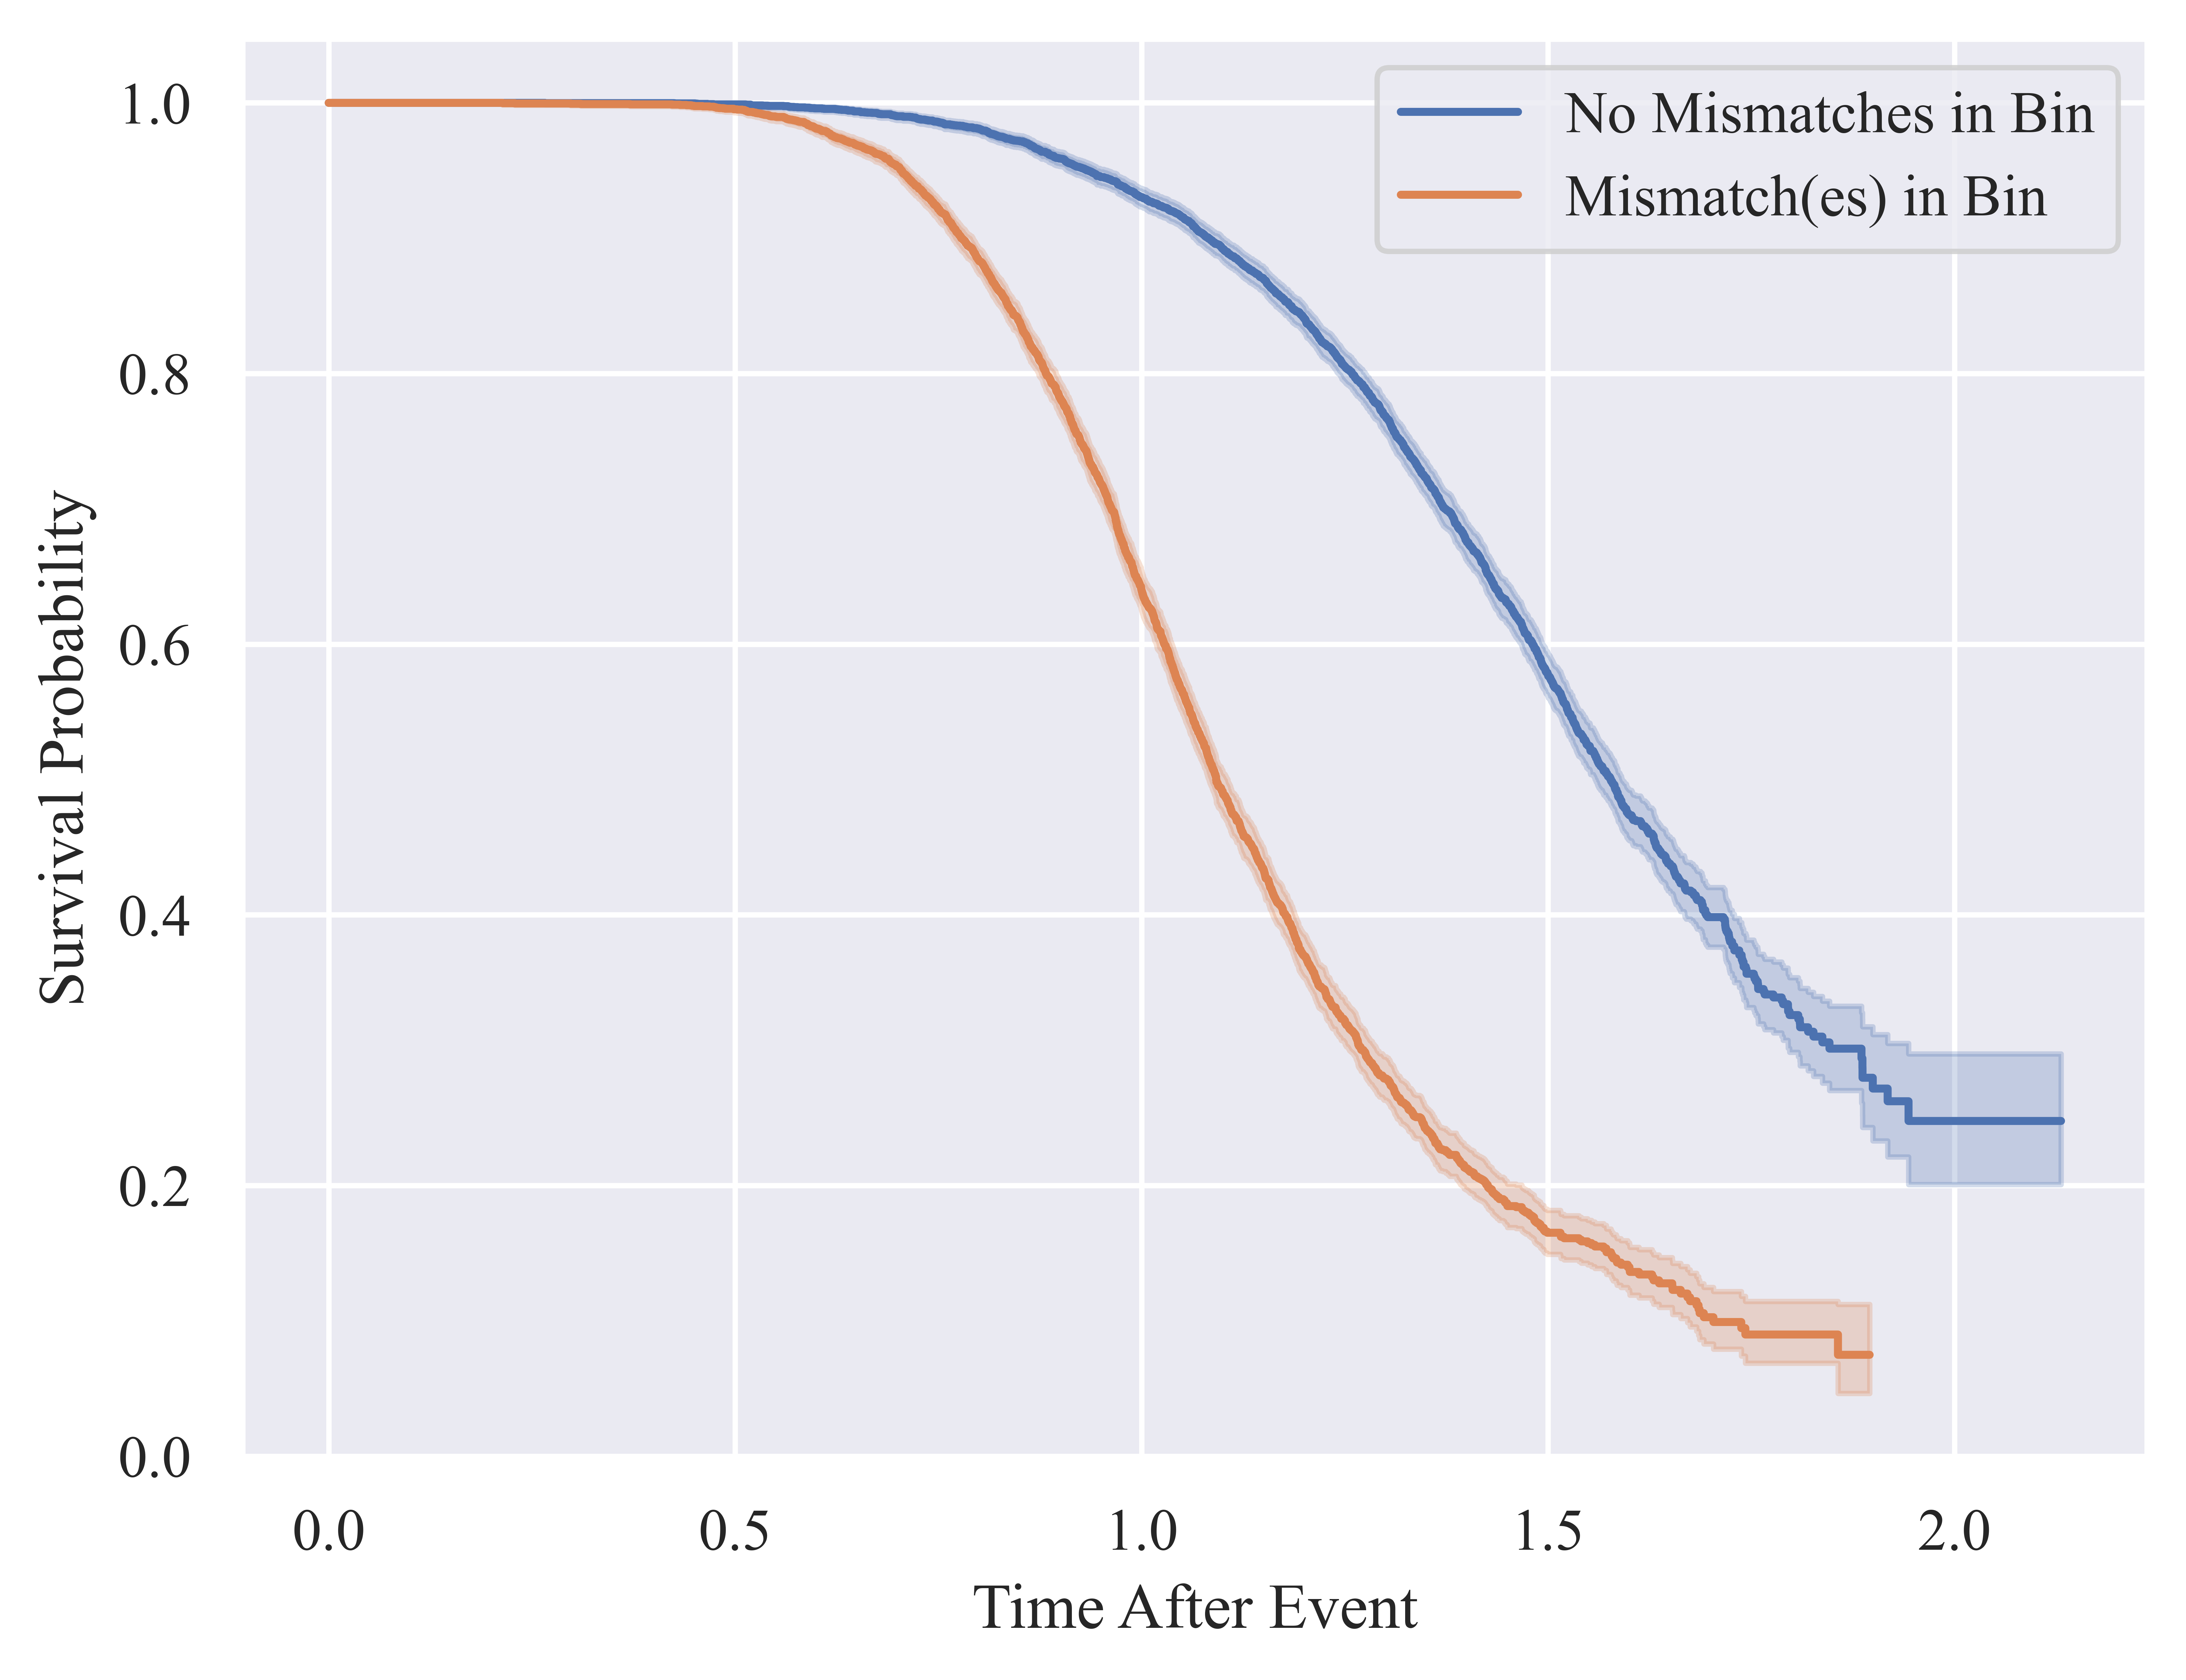 No Mismatches in Bin
Mismatch(es) in Bin
1.0
0.8
0.6
0.4
0.2
0.0
Survival Probability
0.0 0.5 1.0 1.5 2.0
Time After Event